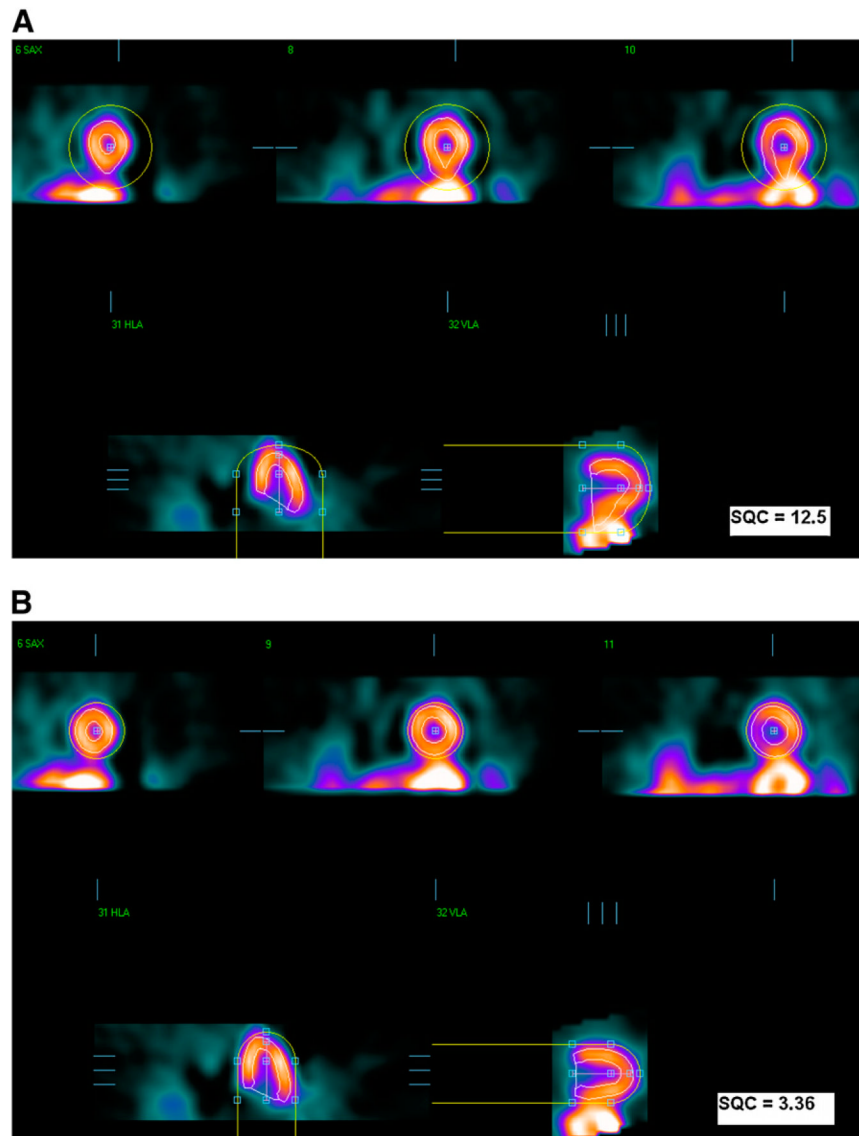 A
6 SAX
8
10
31 HLA
32 VLA
SQC = 12.5
B
6 SAX
9
11
31 HLA
32 VLA
SQC = 3.36